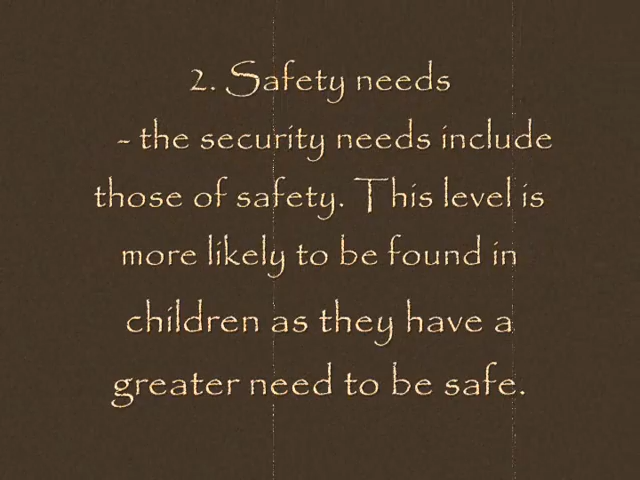 2. Safety needs
- the security needs include
those of safety. This level is
more likely to be found in
children as they have a
greater need to be safe.